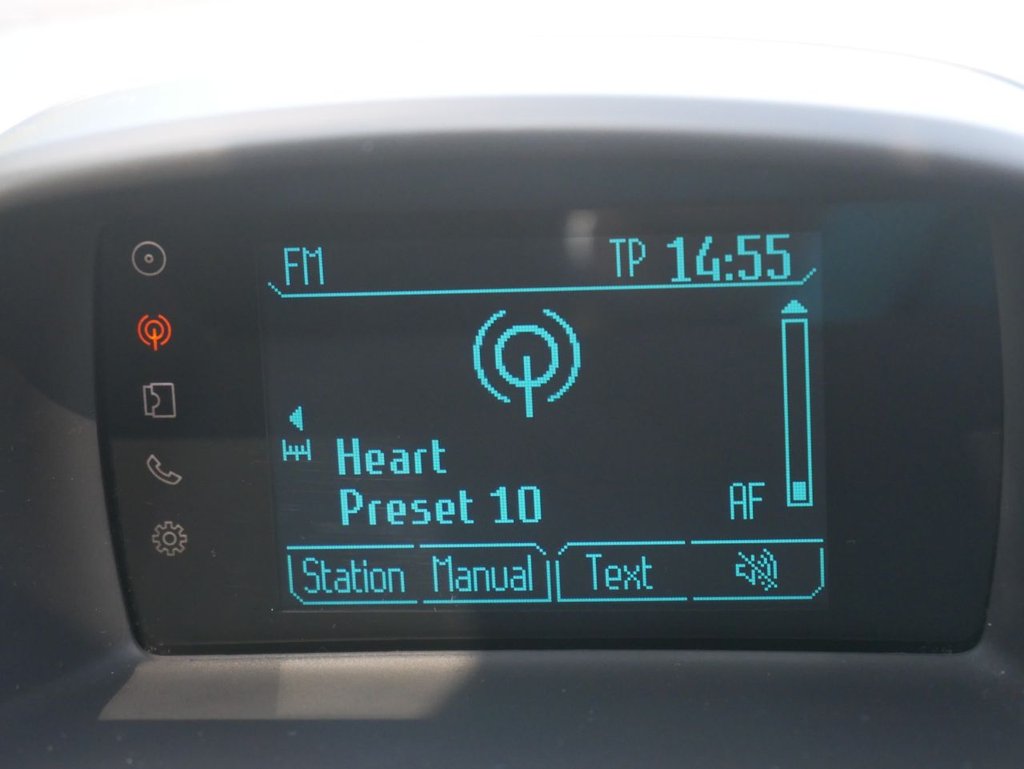 FM TP 14:55
Heart
Preset 10 AF
Station Manual Text